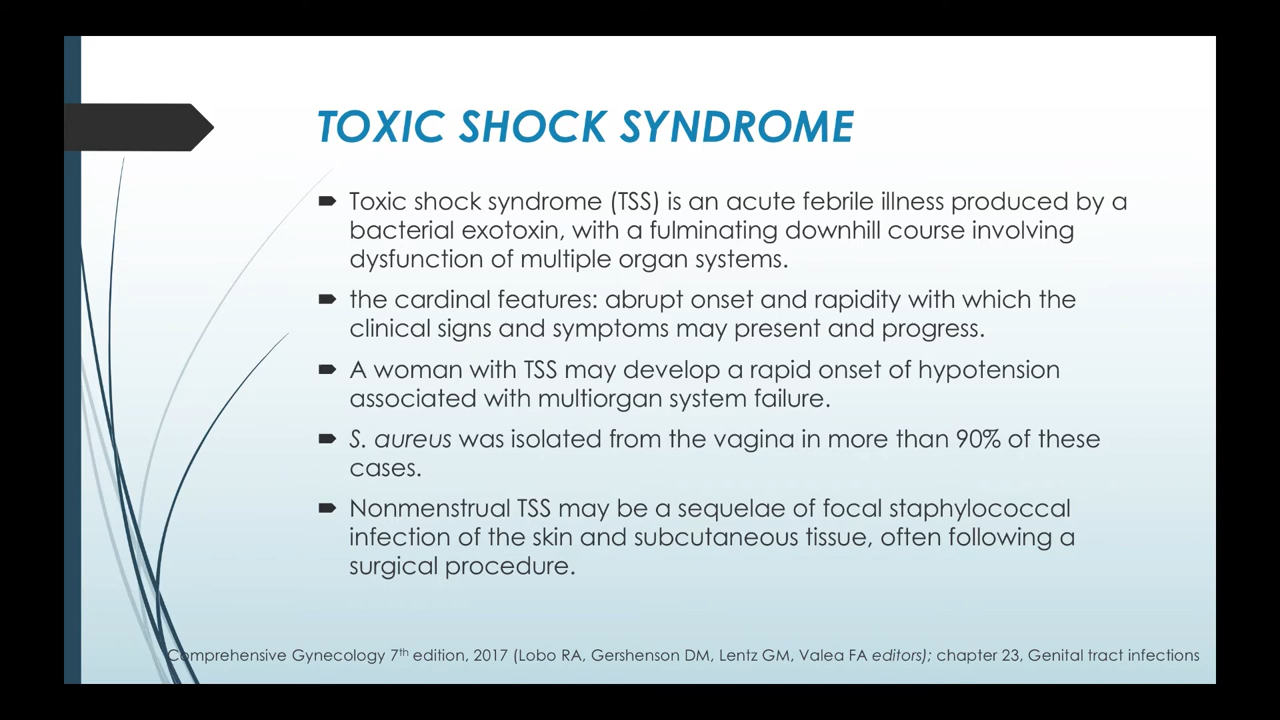 TOXIC SHOCK SYNDROME
Toxic shock syndrome (TSS) is an acute febrile illness produced by a
bacterial exotoxin, with a fulminating downhill course involving
dysfunction of multiple organ systems.
the cardinal features: abrupt onset and rapidity with which the
clinical signs and symptoms may present and progress.
A woman with TSS may develop a rapid onset of hypotension
associated with multiorgan system failure.
S. aureus was isolated from the vagina in more than 90% of these
cases.
Nonmenstrual TSS may be a sequelae of focal staphylococcal
infection of the skin and subcutaneous tissue, often following a
surgical procedure.
Comprehensive Gynecology 7th edition, 2017 (Lobo RA, Gershenson DM, Lentz GM, Valea FA editors); chapter 23, Genital tract infections